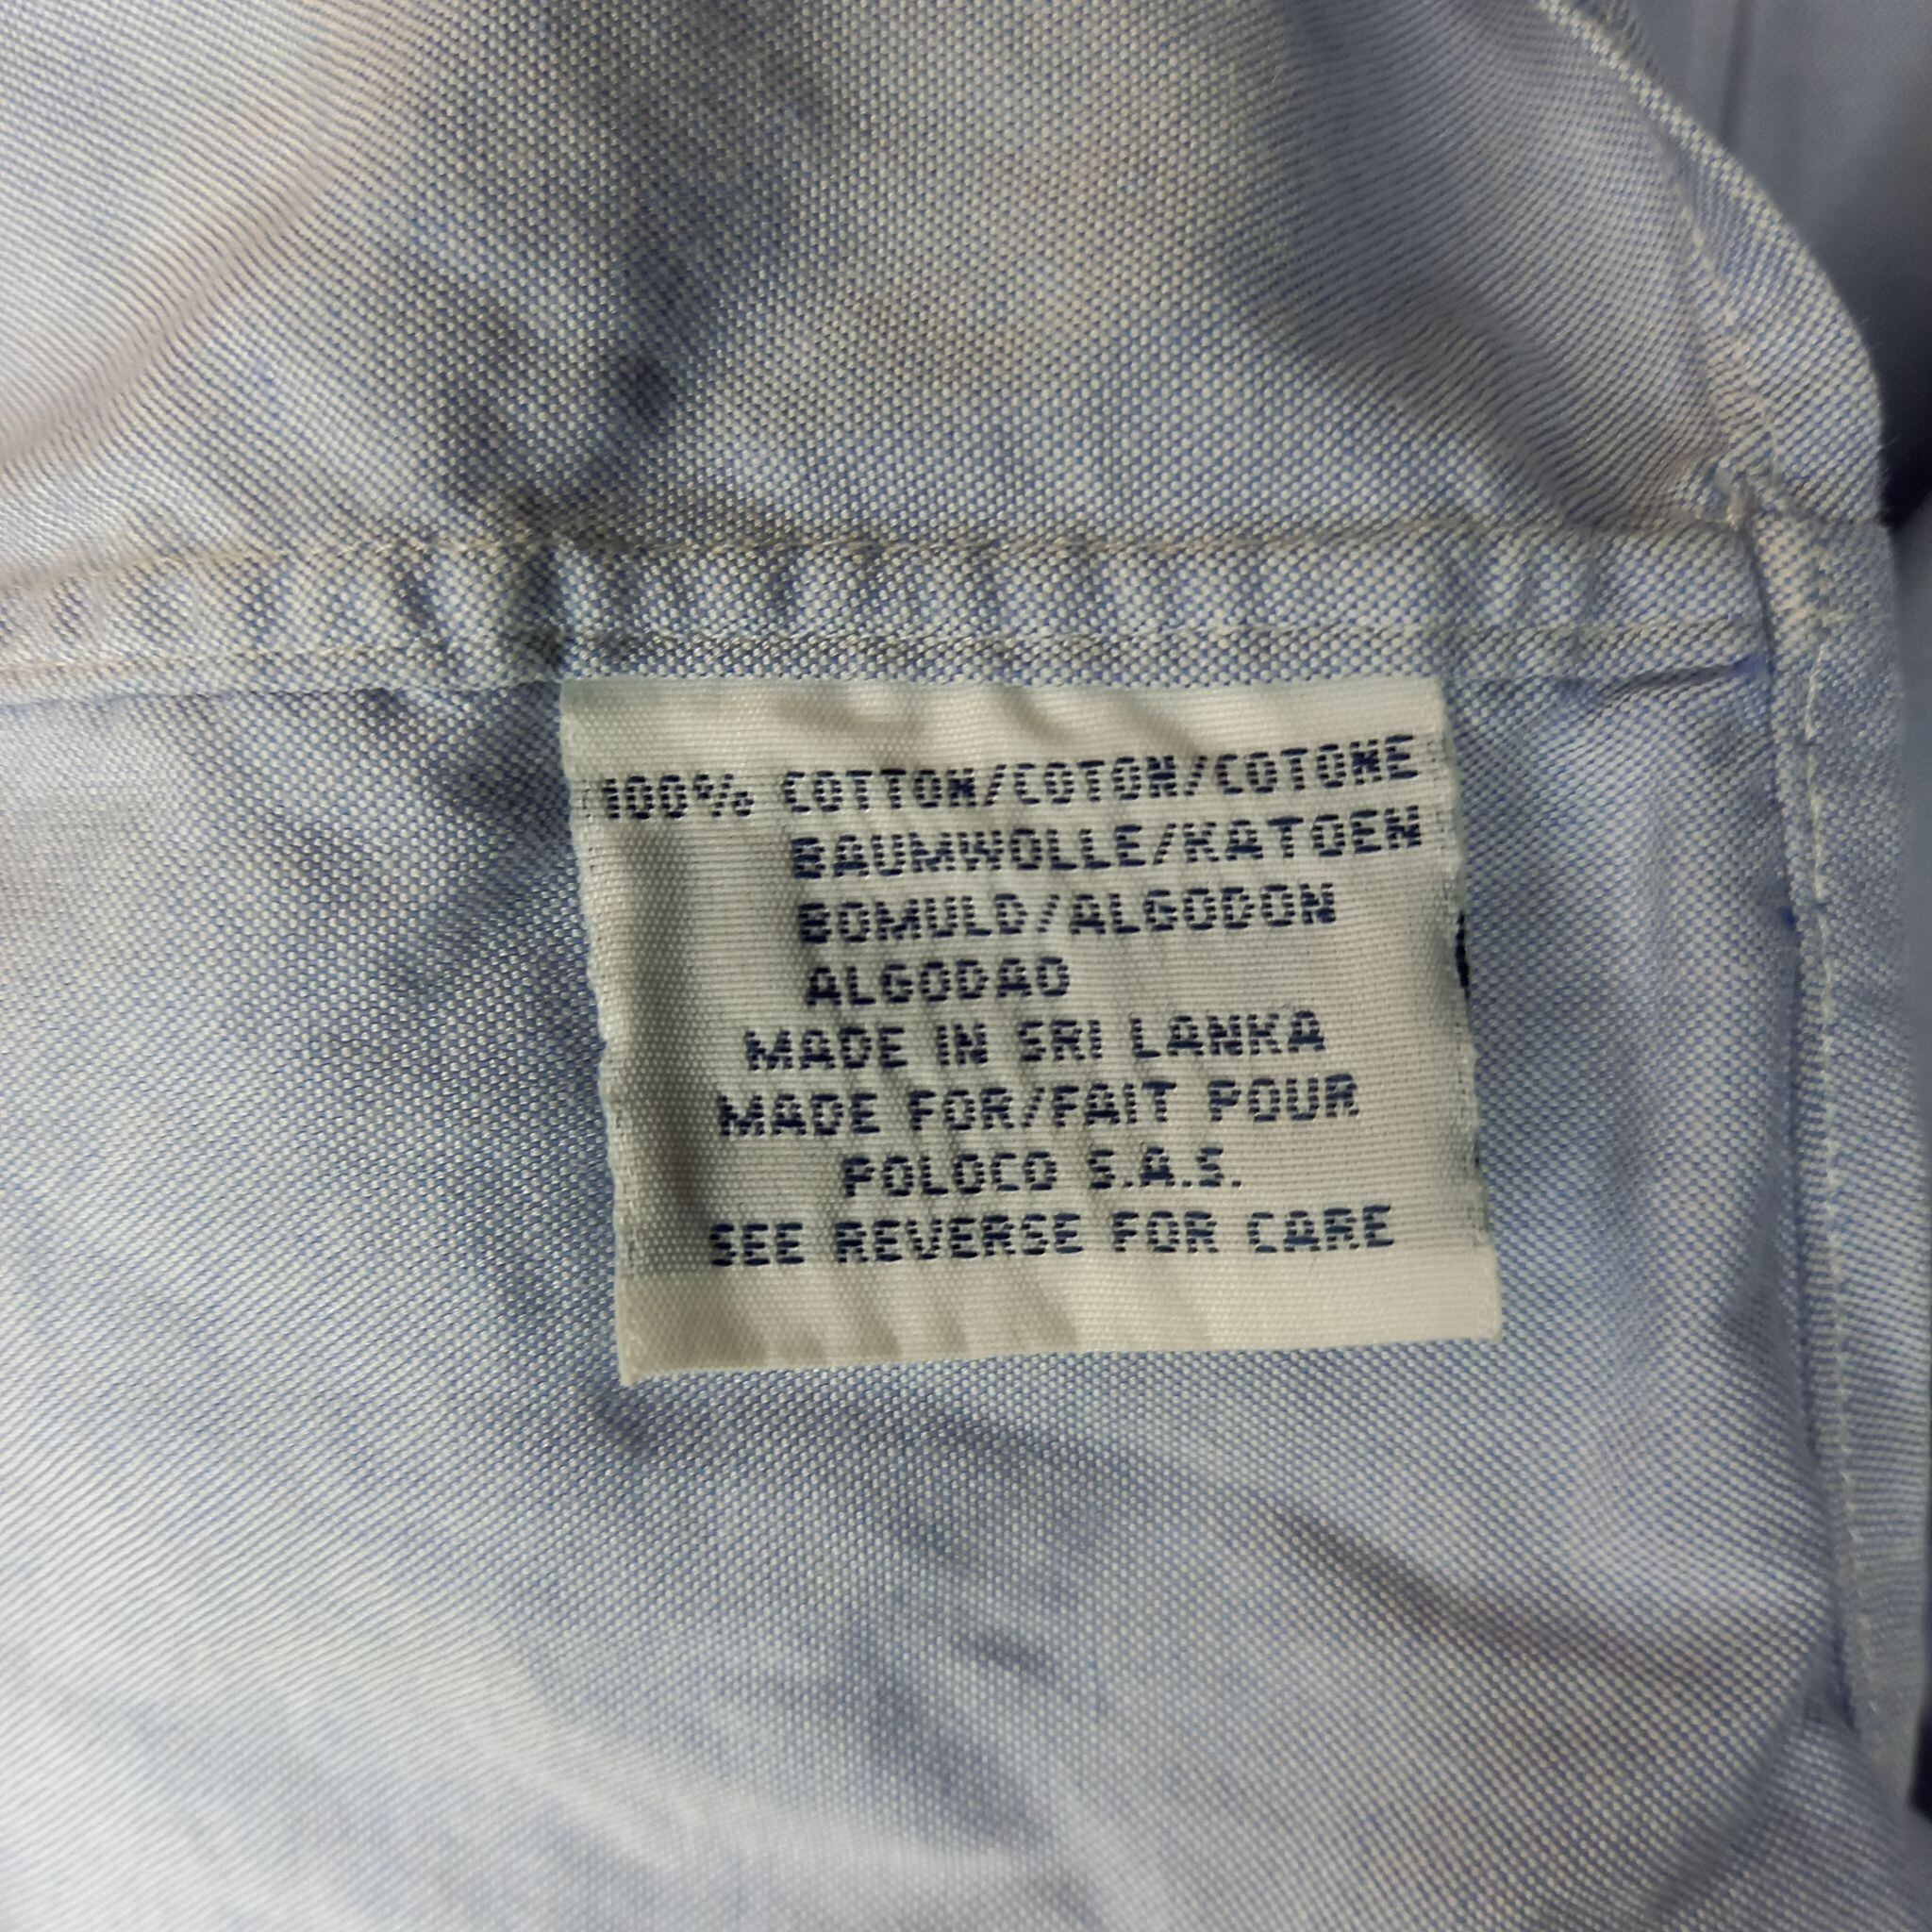 100% COTTON/COTON/COTONE
BAUMWOLLE/KATOEN
BOMULD/ALGODON
ALGODAO
MADE IN SRI LANKA
MADE FOR/FAIT POUR
POLOCO S.A.S.
SEE REVERSE FOR CARE